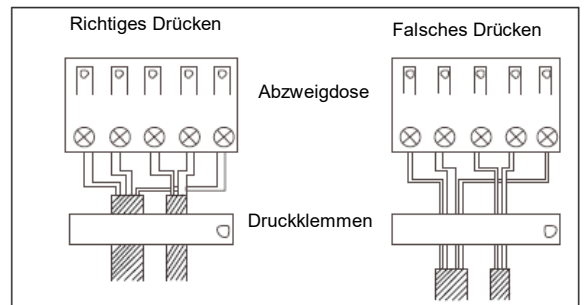 Richtiges Drücken
Falsches Drücken
Abzweigdose
Druckklemmen